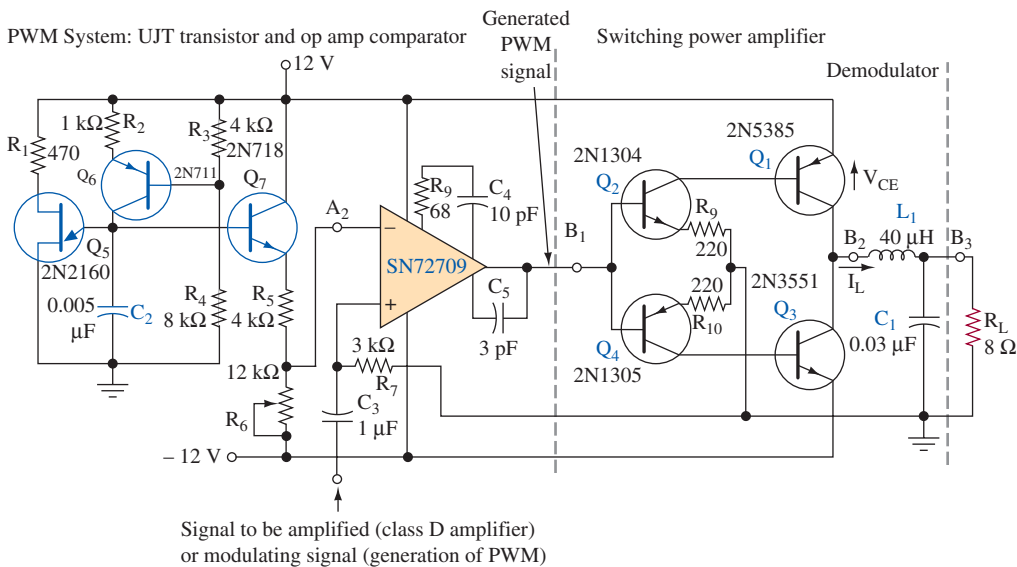 Generated
PWM System: UJT transistor and op amp comparator
PWM
signal
Switching power amplifier
12 V
Demodulator
R1
470
1 kΩ
R2
R3
4 kΩ
2N718
Q6
2N711
Q7
Q5
2N2160
0.005
μF
C2
R4
8 kΩ
R5
4 kΩ
12 kΩ
R6
A2
−
+
SN72709
R9
68
C4
10 pF
C5
3 pF
3 kΩ
R7
C3
1 μF
− 12 V
B1
2N1304
Q2
R9
220
220
R10
Q4
2N1305
2N5385
Q1
VCE
2N3551
Q3
B2
IL
L1
40 μH
B3
C1
0.03 μF
RL
8 Ω
Signal to be amplified (class D amplifier)
or modulating signal (generation of PWM)